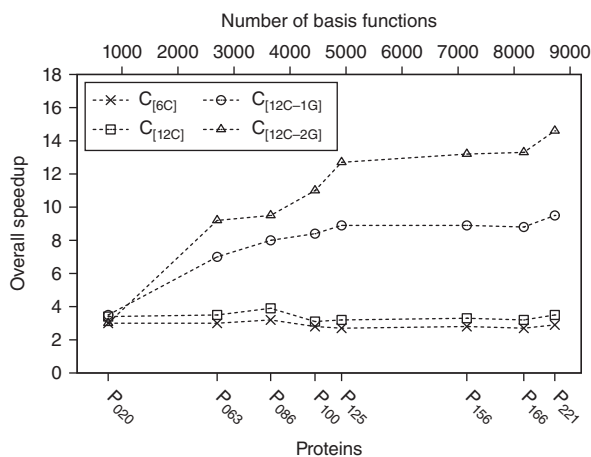 Number of basis functions
1000 2000 3000 4000 5000 6000 7000 8000 9000
18
16
14
12
10
8
6
4
2
0
Overall speedup
C[6C] C[12C–1G]
C[12C] C[12C–2G]
P020 P063 P086 P100 P125 P156 P166 P221
Proteins